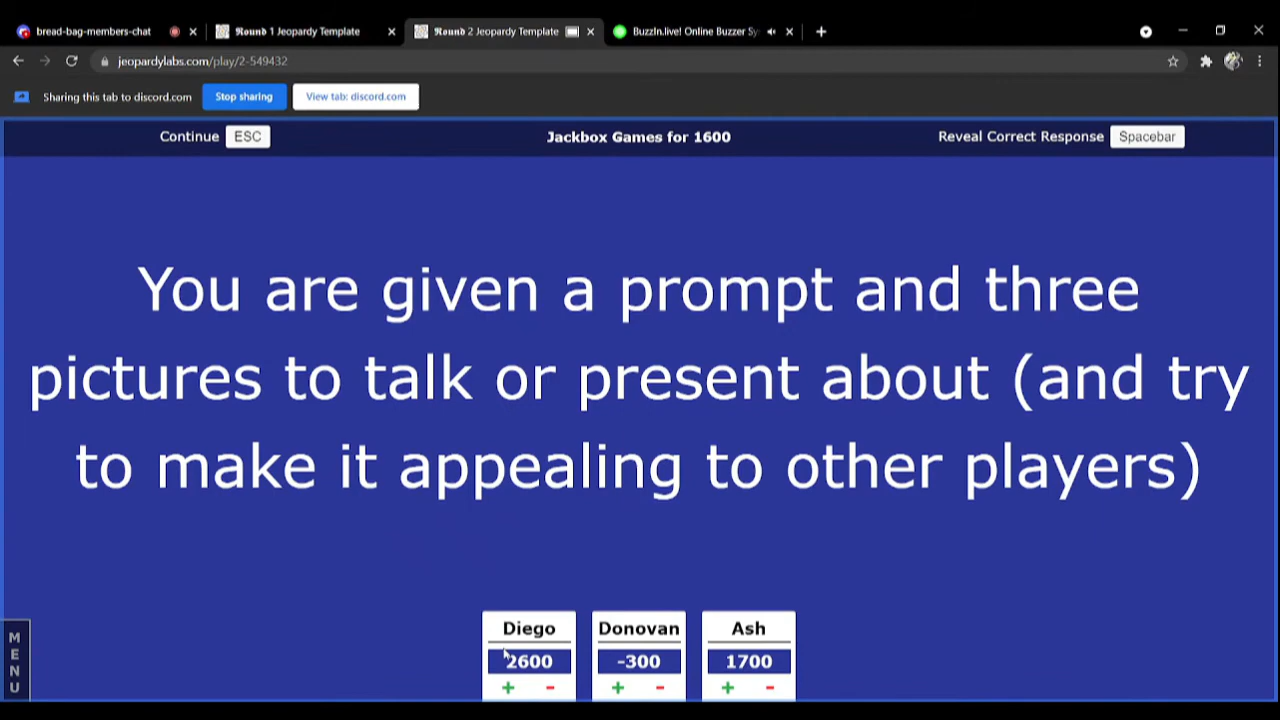 bread-bag-members-chat
𝕽𝖔𝖚𝖓𝖉 1 Jeopardy Template
𝕽𝖔𝖚𝖓𝖉 2 Jeopardy Template
BuzzIn.live! Online Buzzer Sy
jeopardylabs.com/play/2-549432
Sharing this tab to discord.com
Stop sharing
View tab: discord.com
Continue ESC
Jackbox Games for 1600
Reveal Correct Response Spacebar
You are given a prompt and three
pictures to talk or present about (and try
to make it appealing to other players)
MENU
Diego
2600
+ -
Donovan
-300
+ -
Ash
1700
+ -